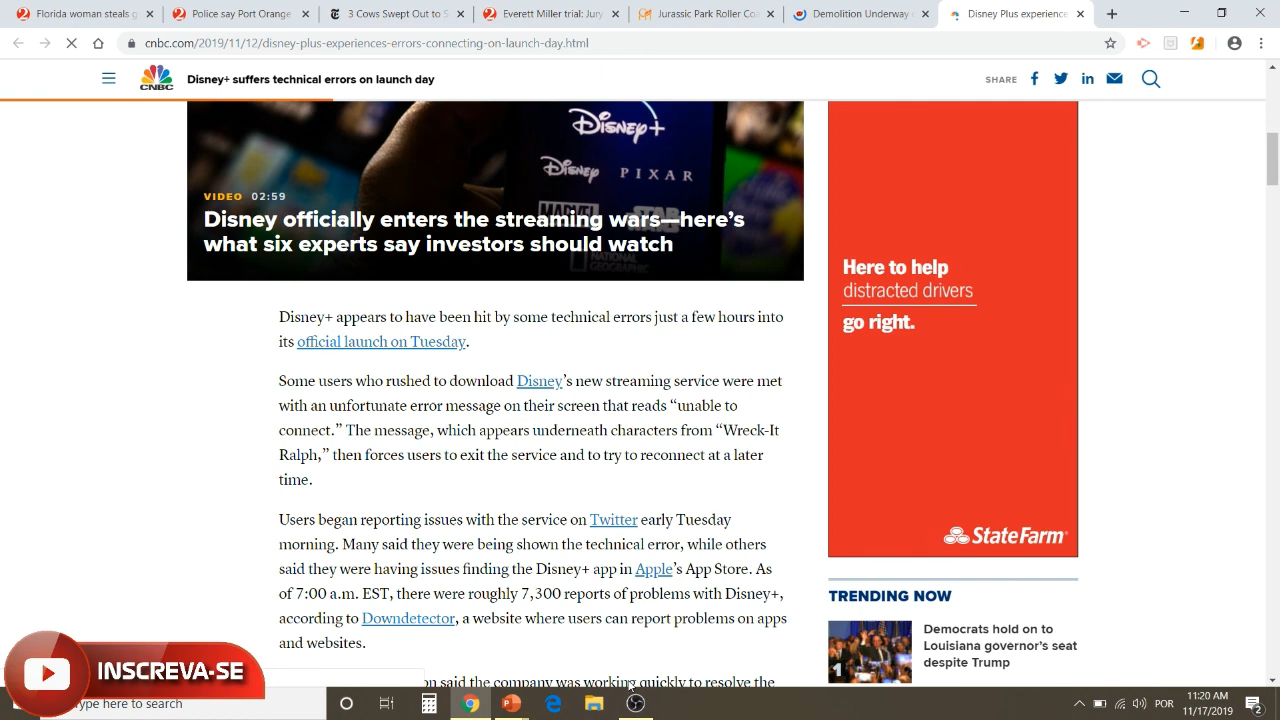 Florida woman steals g
Police say Port Orange
3 Cows Swept Out to S
Everett Miller trial: Jury
Jurassic Park Roller Coa
Demolition Underway
Disney Plus experience
cnbc.com/2019/11/12/disney-plus-experiences-errors-connecting-on-launch-day.html
CNBC
Disney+ suffers technical errors on launch day
SHARE
Disney+
Disney PIXAR
MARVEL STAR
NATIONAL GEOGRAPHIC
VIDEO 02:59
Disney officially enters the streaming wars—here's
what six experts say investors should watch
Disney+ appears to have been hit by some technical errors just a few hours into
its official launch on Tuesday.
Some users who rushed to download Disney's new streaming service were met
with an unfortunate error message on their screen that reads “unable to
connect.” The message, which appears underneath characters from “Wreck-It
Ralph,” then forces users to exit the service and to try to reconnect at a later
time.
Users began reporting issues with the service on Twitter early Tuesday
morning. Many said they were being shown the technical error, while others
said they were having issues finding the Disney+ app in Apple's App Store. As
of 7:00 a.m. EST, there were roughly 7,300 reports of problems with Disney+,
according to Downdetector, a website where users can report problems on apps
and websites.
on said the company was working quickly to resolve the
Here to help
distracted drivers
go right.
StateFarm
TRENDING NOW
1
Democrats hold on to
Louisiana governor's seat
despite Trump
INSCREVA-SE
ype here to search
POR
11:20 AM
11/17/2019
2